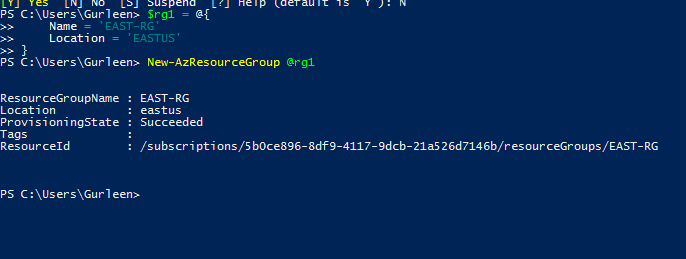 [Y] Yes  [N] No  [S] Suspend  [?] Help (default is "Y"): N
PS C:\Users\Gurleen> $rg1 = @{
>>     Name = 'EAST-RG'
>>     Location = 'EASTUS'
>> }
PS C:\Users\Gurleen> New-AzResourceGroup @rg1
ResourceGroupName : EAST-RG
Location          : eastus
ProvisioningState : Succeeded
Tags              :
ResourceId        : /subscriptions/5b0ce896-8df9-4117-9dcb-21a526d7146b/resourceGroups/EAST-RG
PS C:\Users\Gurleen>